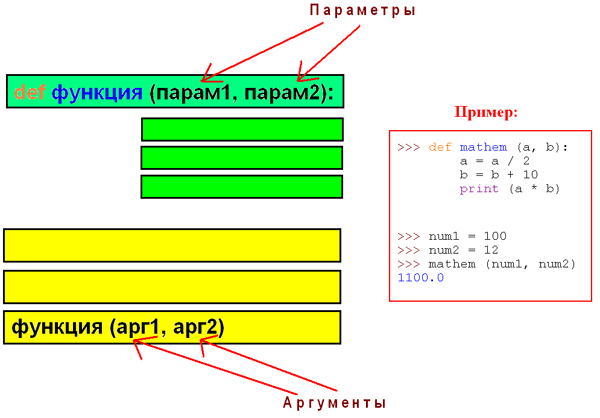 Параметры
def функция (парам1, парам2):
функция (арг1, арг2)
Аргументы
Пример:
>>> def mathem (a, b):
a = a / 2
b = b + 10
print (a * b)
>>> num1 = 100
>>> num2 = 12
>>> mathem (num1, num2)
1100.0